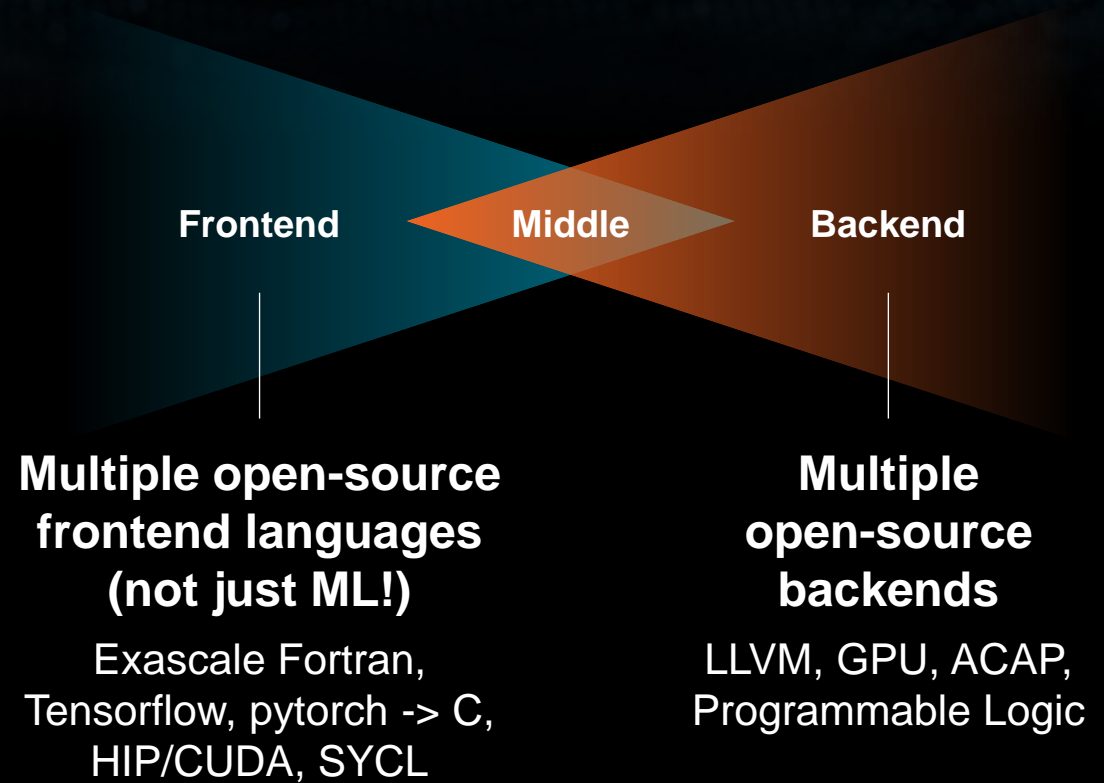 Frontend
Middle
Backend
Multiple open-source
frontend languages
(not just ML!)
Exascale Fortran,
Tensorflow, pytorch -> C,
HIP/CUDA, SYCL
Multiple
open-source
backends
LLVM, GPU, ACAP,
Programmable Logic